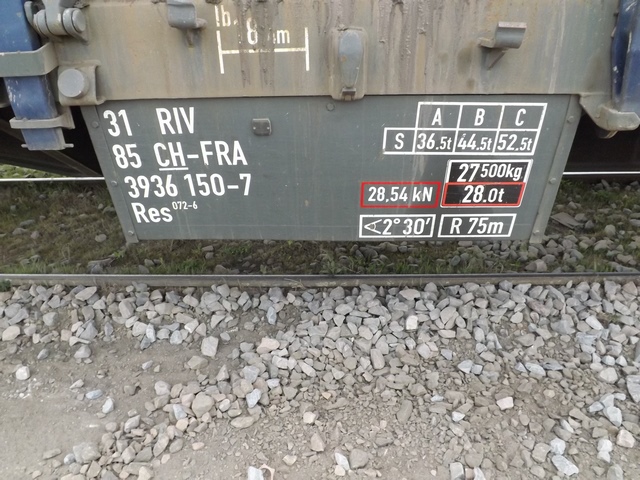 31 RIV
85 CH-FRA
3936 150-7
Res 072-6
A B C
S 36.5t 44.5t 52.5t
27 500kg
28,54 kN 28.0t
2°30' R 75m